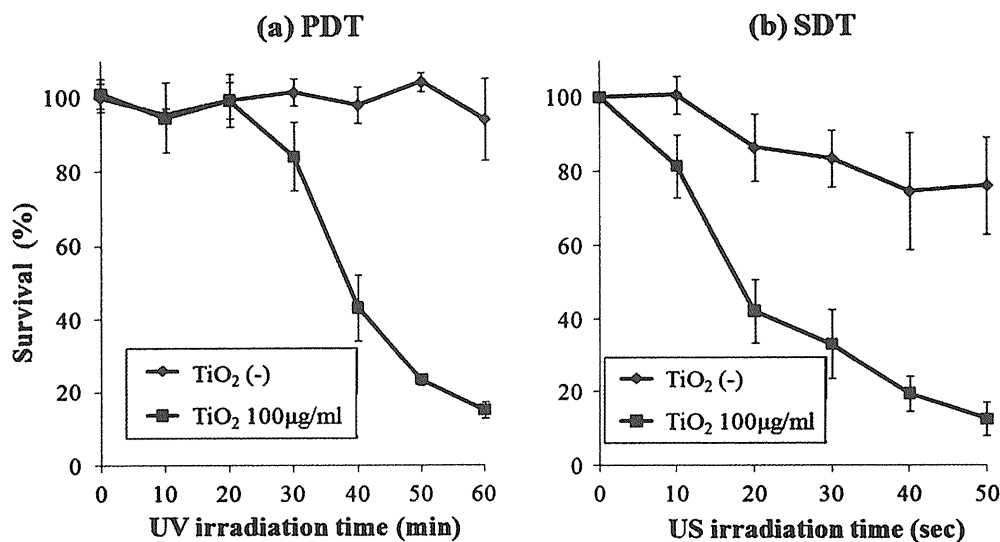 (a) PDT
Survival (%)
100
80
60
40
20
0
TiO₂ (-)
TiO₂ 100μg/ml
0 10 20 30 40 50 60
UV irradiation time (min)
(b) SDT
100
80
60
40
20
0
TiO₂ (-)
TiO₂ 100μg/ml
0 10 20 30 40 50
US irradiation time (sec)